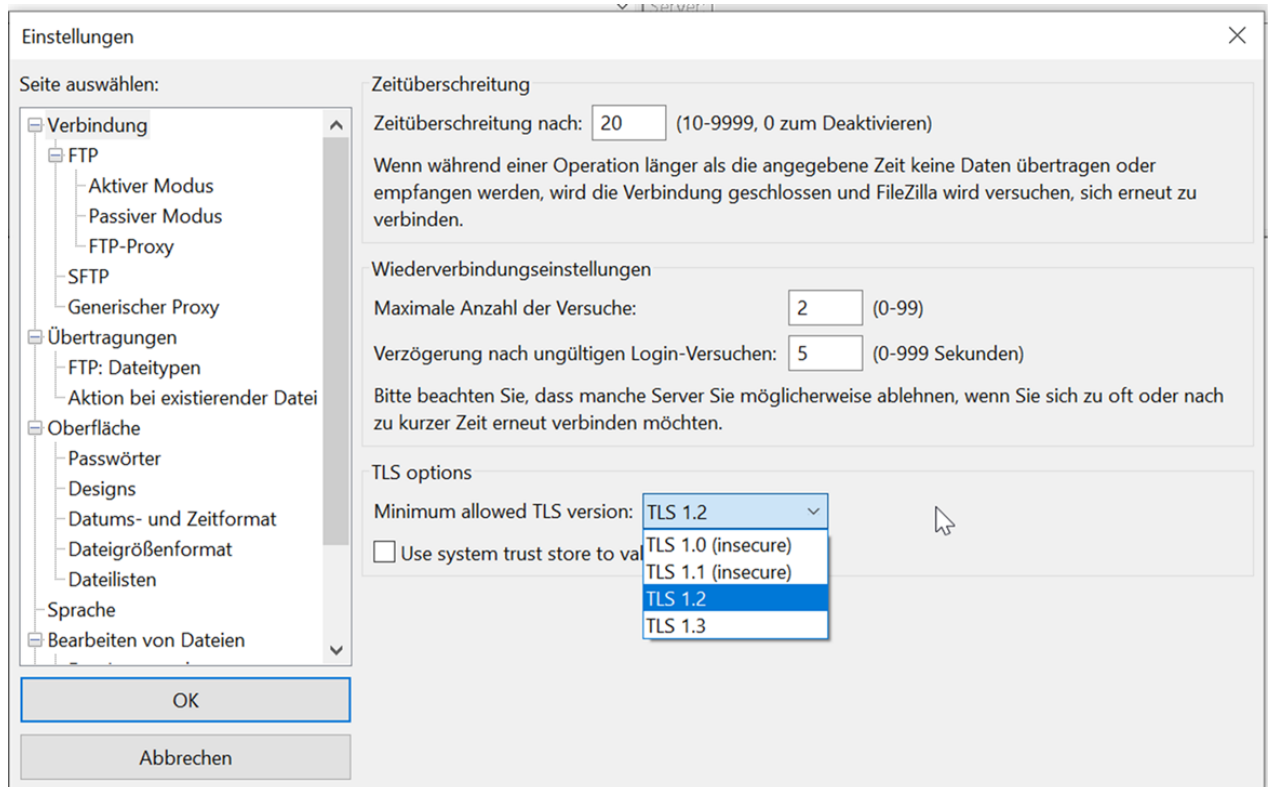 Server:
Einstellungen
Seite auswählen:
Verbindung
FTP
Aktiver Modus
Passiver Modus
FTP-Proxy
SFTP
Generischer Proxy
Übertragungen
FTP: Dateitypen
Aktion bei existierender Datei
Oberfläche
Passwörter
Designs
Datums- und Zeitformat
Dateigrößenformat
Dateilisten
Sprache
Bearbeiten von Dateien
OK
Abbrechen
Zeitüberschreitung
Zeitüberschreitung nach: 20 (10-9999, 0 zum Deaktivieren)
Wenn während einer Operation länger als die angegebene Zeit keine Daten übertragen oder
empfangen werden, wird die Verbindung geschlossen und FileZilla wird versuchen, sich erneut zu
verbinden.
Wiederverbindungseinstellungen
Maximale Anzahl der Versuche: 2 (0-99)
Verzögerung nach ungültigen Login-Versuchen: 5 (0-999 Sekunden)
Bitte beachten Sie, dass manche Server Sie möglicherweise ablehnen, wenn Sie sich zu oft oder nach
zu kurzer Zeit erneut verbinden möchten.
TLS options
Minimum allowed TLS version: TLS 1.2
Use system trust store to val
TLS 1.0 (insecure)
TLS 1.1 (insecure)
TLS 1.2
TLS 1.3